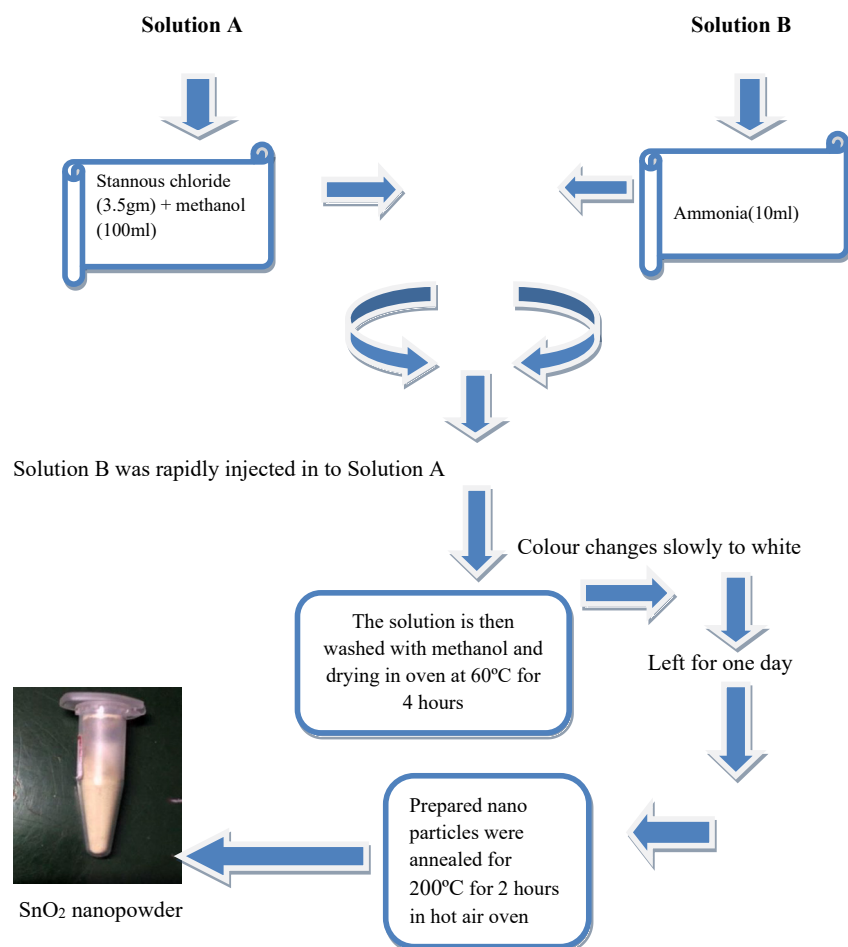 Solution A
Solution B
Stannous chloride
(3.5gm) + methanol
(100ml)
Ammonia(10ml)
Solution B was rapidly injected in to Solution A
Colour changes slowly to white
The solution is then
washed with methanol and
drying in oven at 60ºC for
4 hours
Left for one day
Prepared nano
particles were
annealed for
200ºC for 2 hours
in hot air oven
SnO₂ nanopowder